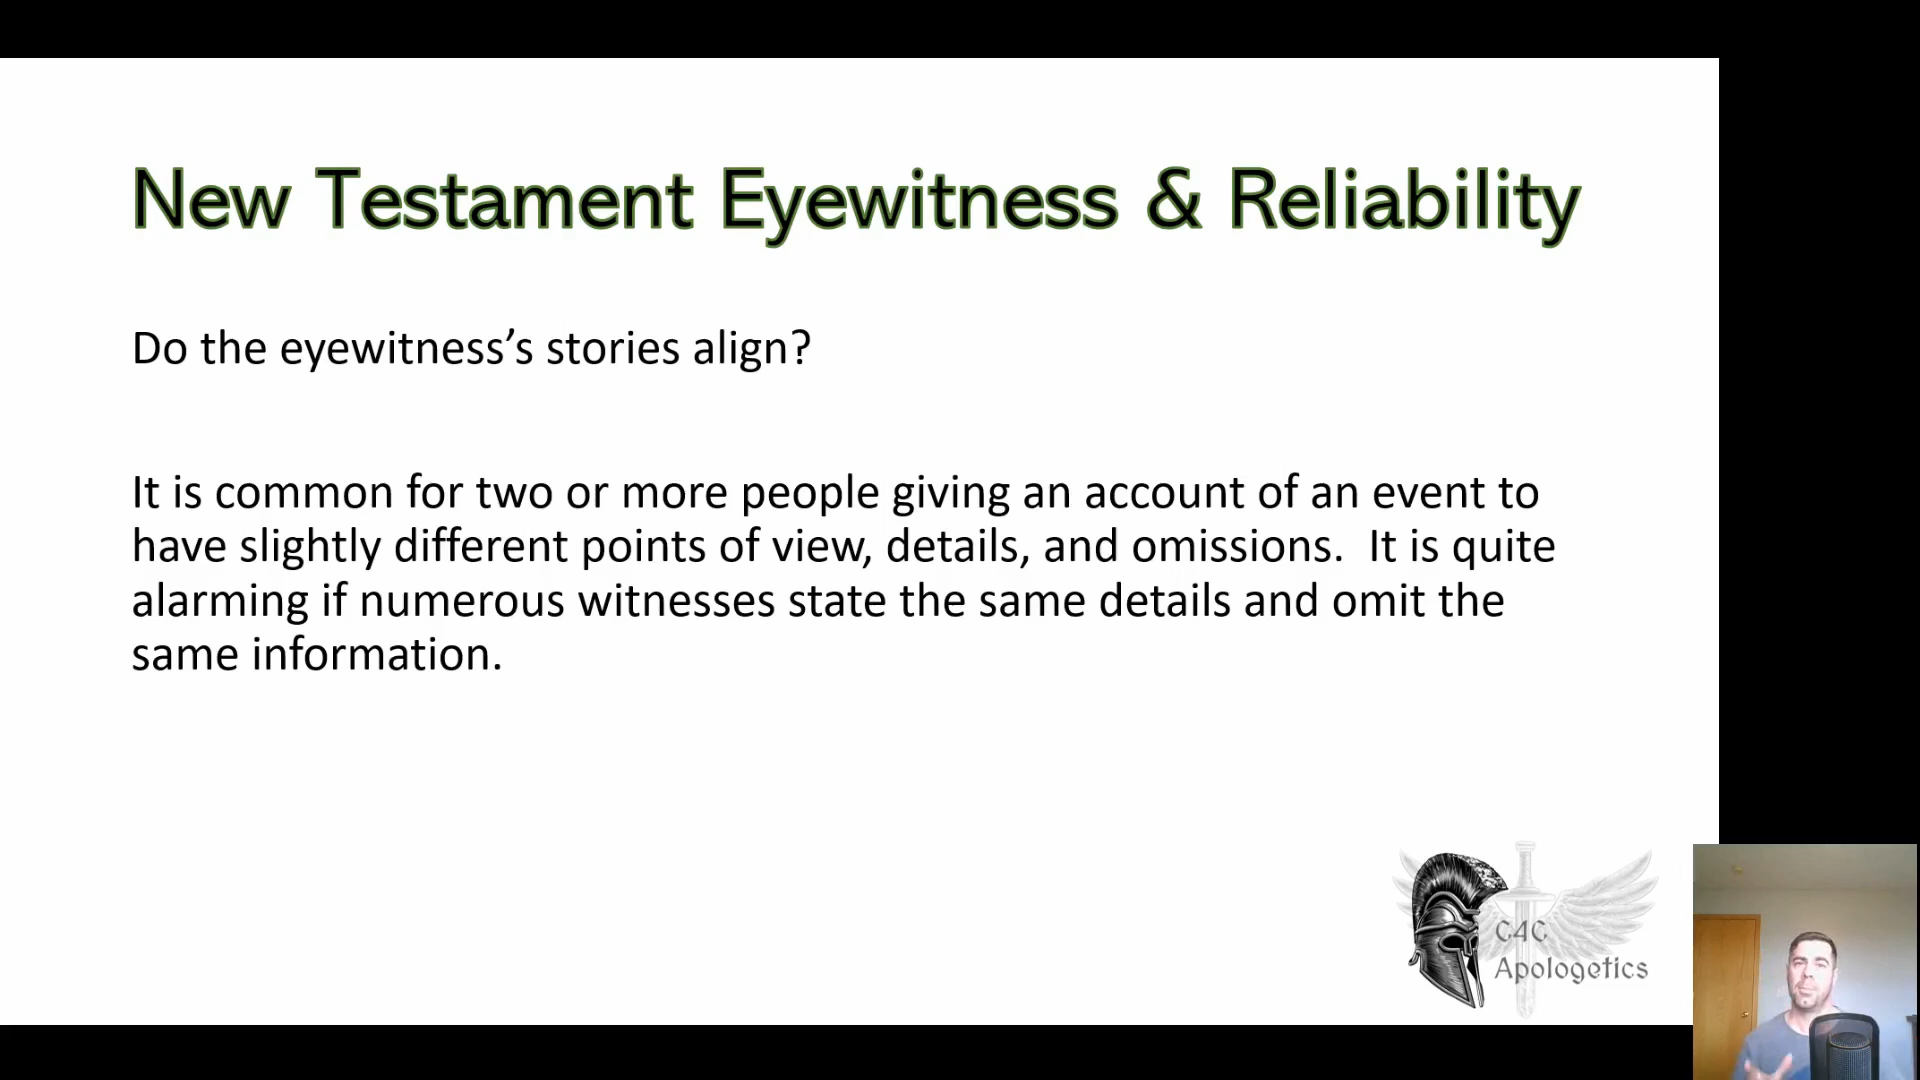 New Testament Eyewitness & Reliability
Do the eyewitness’s stories align?
It is common for two or more people giving an account of an event to
have slightly different points of view, details, and omissions.  It is quite
alarming if numerous witnesses state the same details and omit the
same information.
C4C
Apologetics